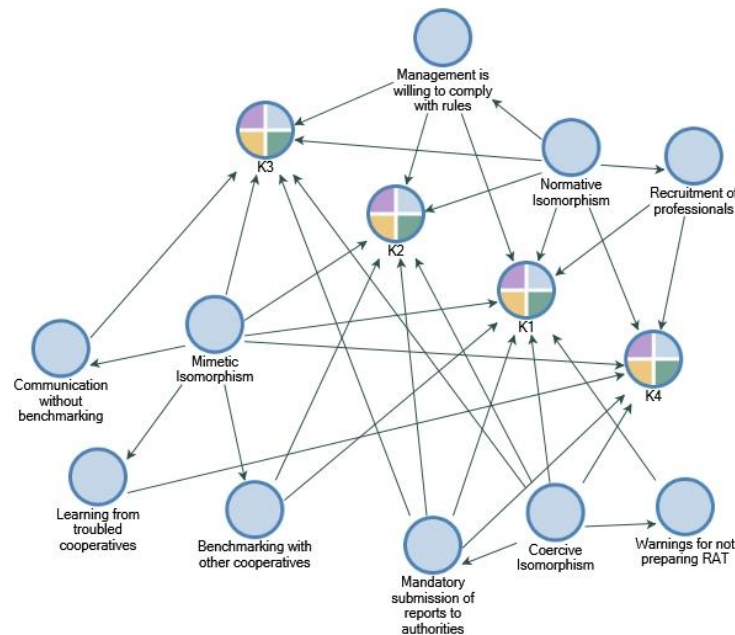 Management is
willing to comply
with rules
K3
Normative
Isomorphism
Recruitment of
professionals
K2
K1
Mimetic
Isomorphism
K4
Communication
without
benchmarking
Learning from
troubled
cooperatives
Benchmarking with
other cooperatives
Mandatory
submission of
reports to
authorities
Coercive
Isomorphism
Warnings for not
preparing RAT